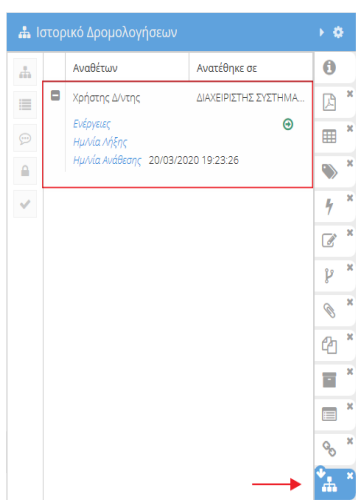 Ιστορικό Δρομολογήσεων
Αναθέτων Ανατέθηκε σε
Χρήστης Δ/ντης ΔΙΑΧΕΙΡΙΣΤΗΣ ΣΥΣΤΗΜΑ...
Ενέργειες
Ημ/νία Λήξης
Ημ/νία Ανάθεσης 20/03/2020 19:23:26